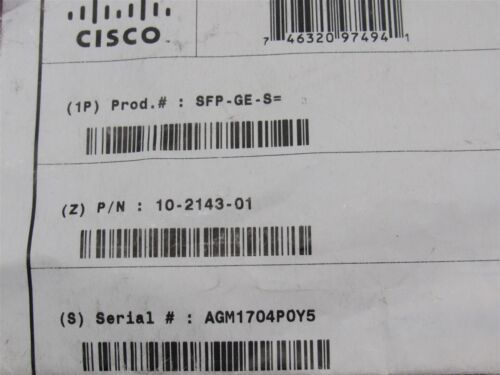 CISCO
7 46320 97494 1
(1P) Prod.# : SFP-GE-S=
(Z) P/N : 10-2143-01
(S) Serial # : AGM1704P0Y5